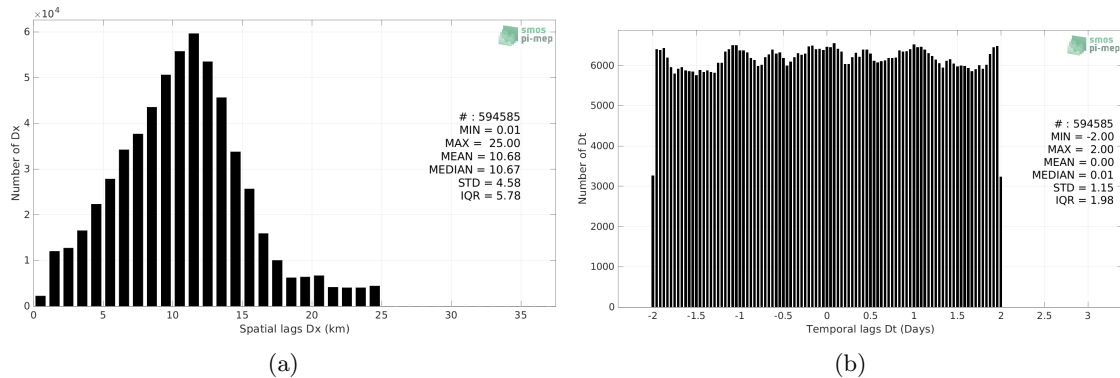 ×10⁴
6
5
4
3
2
1
0
Number of Dx
0 5 10 15 20 25 30 35
Spatial lags Dx (km)
smos
pi-mep
# : 594585
MIN = 0.01
MAX = 25.00
MEAN = 10.68
MEDIAN = 10.67
STD = 4.58
IQR = 5.78
(a)
6000
5000
4000
3000
2000
1000
0
Number of Dt
-2 -1.5 -1 -0.5 0 0.5 1 1.5 2 2.5 3
Temporal lags Dt (Days)
smos
pi-mep
# : 594585
MIN = -2.00
MAX = 2.00
MEAN = 0.00
MEDIAN = 0.01
STD = 1.15
IQR = 1.98
(b)